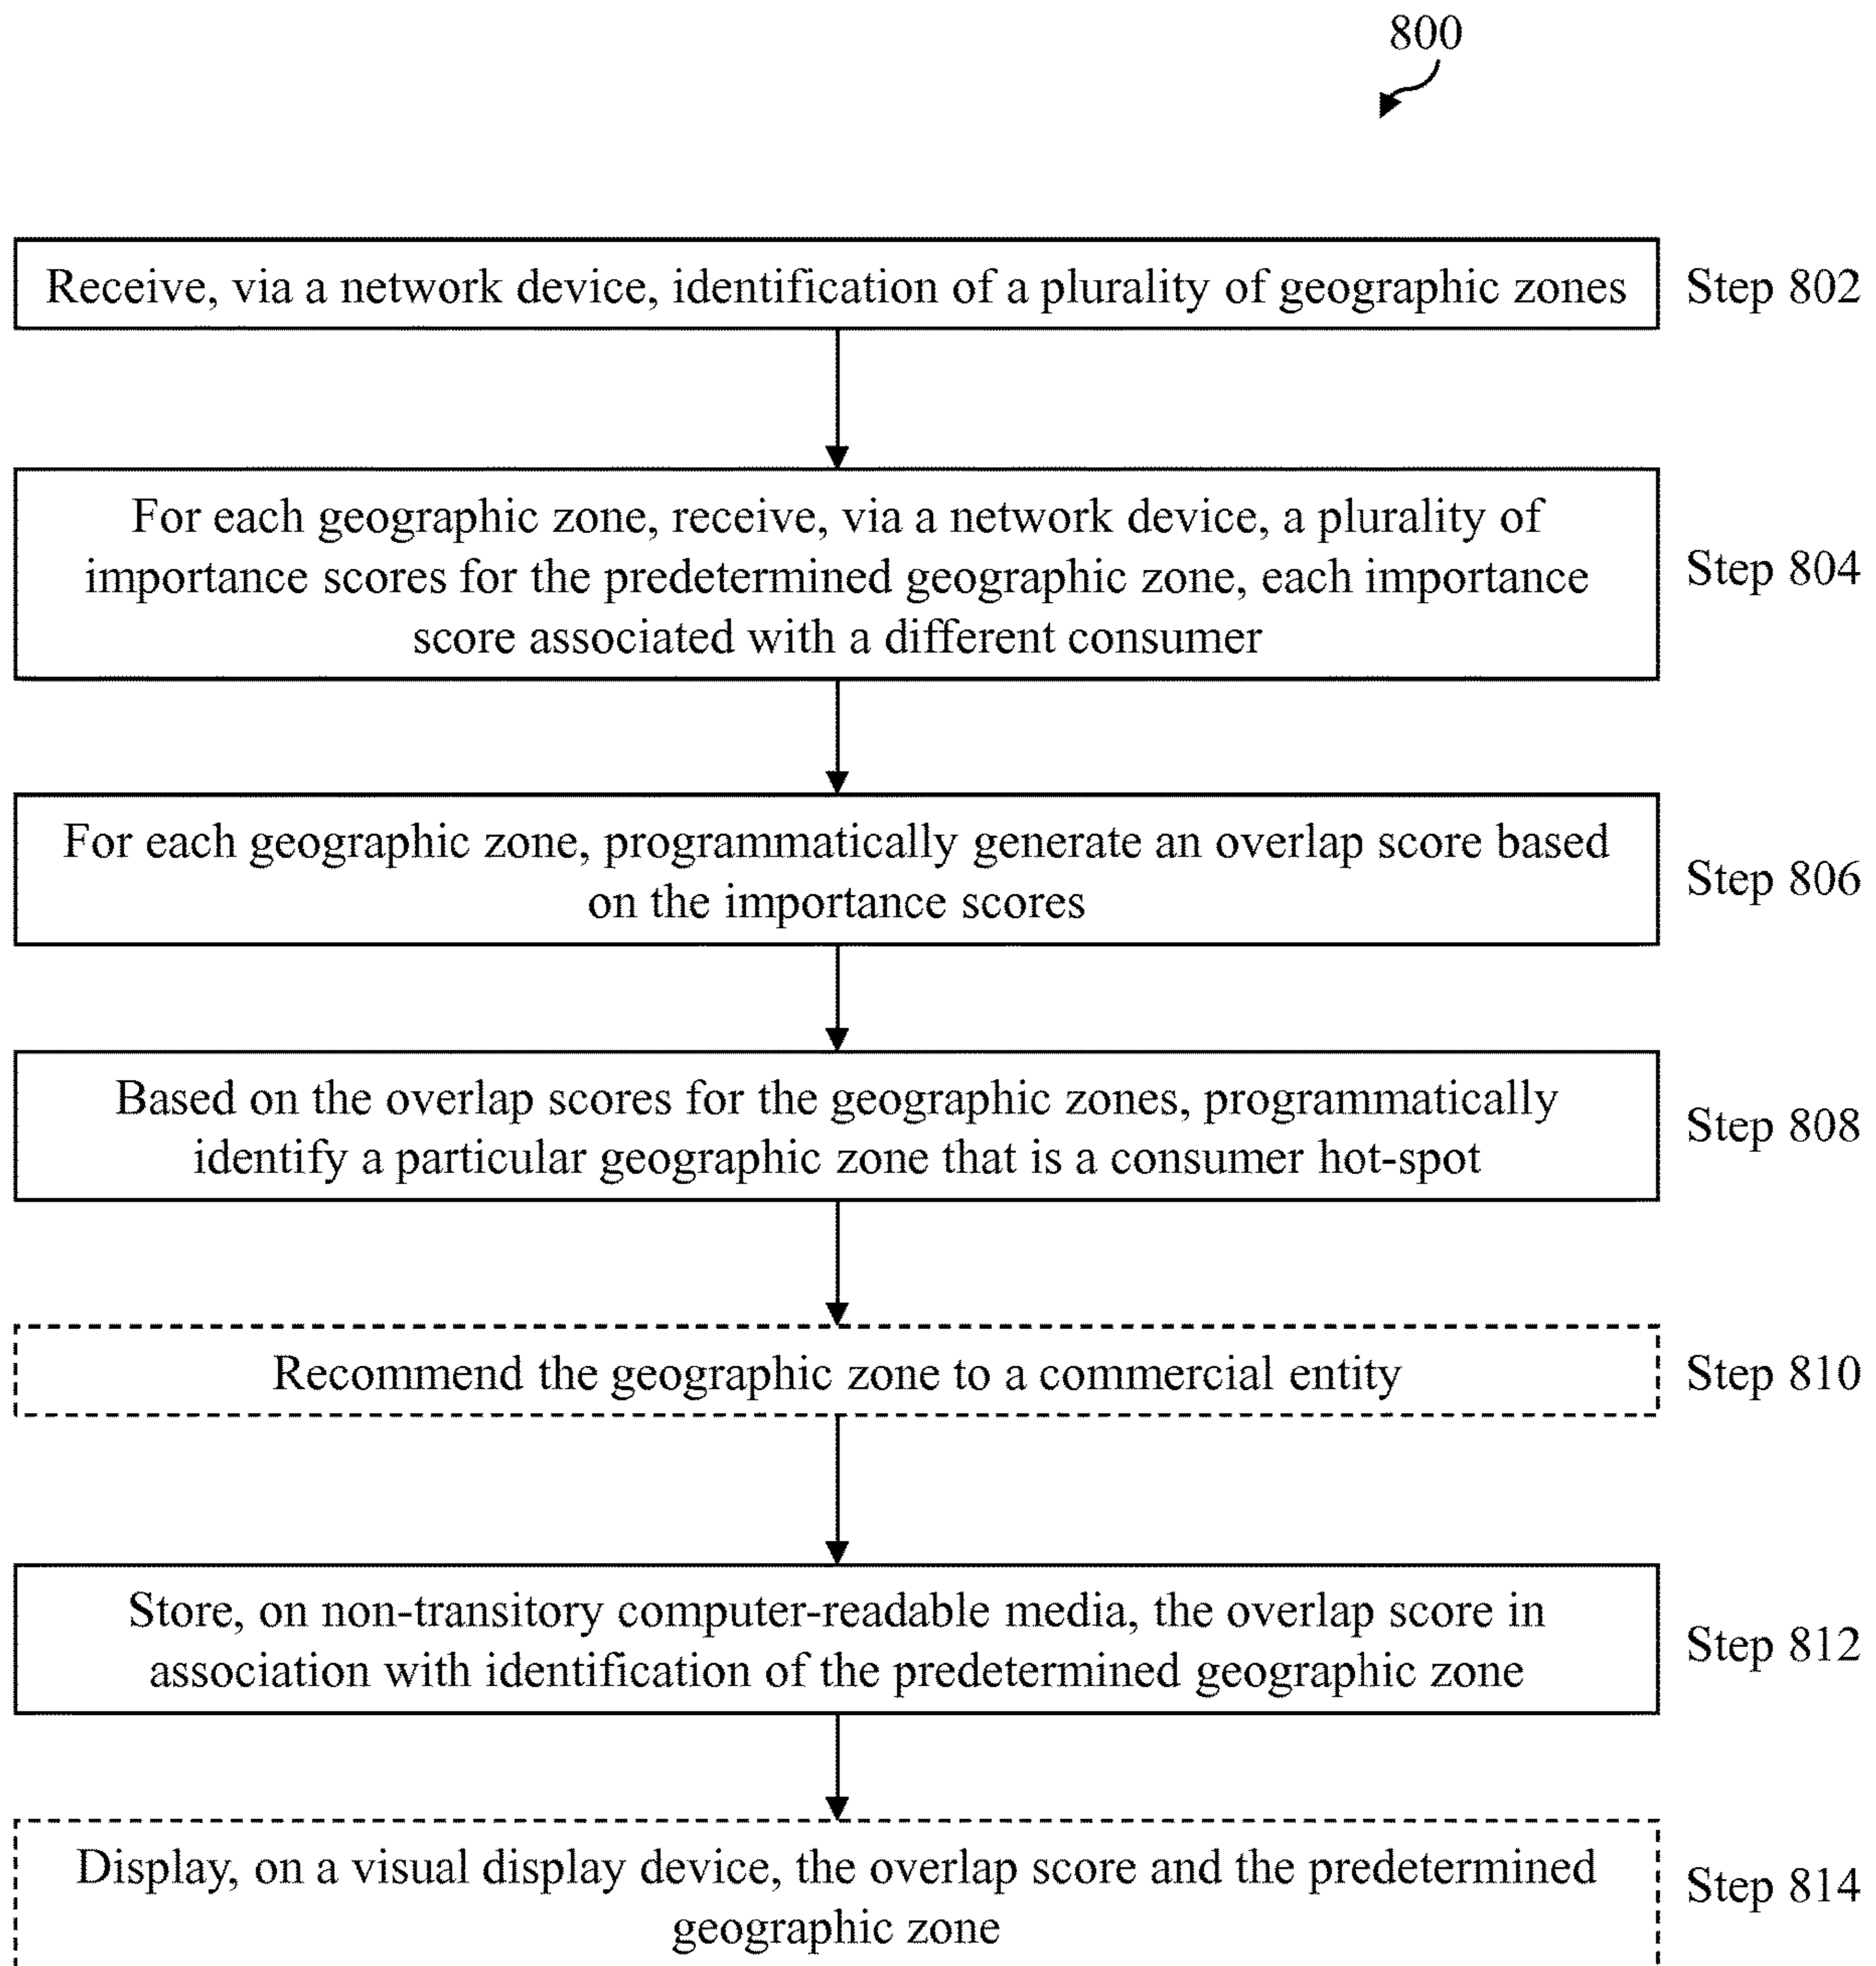 800
Receive, via a network device, identification of a plurality of geographic zones
Step 802
For each geographic zone, receive, via a network device, a plurality of
importance scores for the predetermined geographic zone, each importance
score associated with a different consumer
Step 804
For each geographic zone, programmatically generate an overlap score based
on the importance scores
Step 806
Based on the overlap scores for the geographic zones, programmatically
identify a particular geographic zone that is a consumer hot-spot
Step 808
Recommend the geographic zone to a commercial entity
Step 810
Store, on non-transitory computer-readable media, the overlap score in
association with identification of the predetermined geographic zone
Step 812
Display, on a visual display device, the overlap score and the predetermined
geographic zone
Step 814